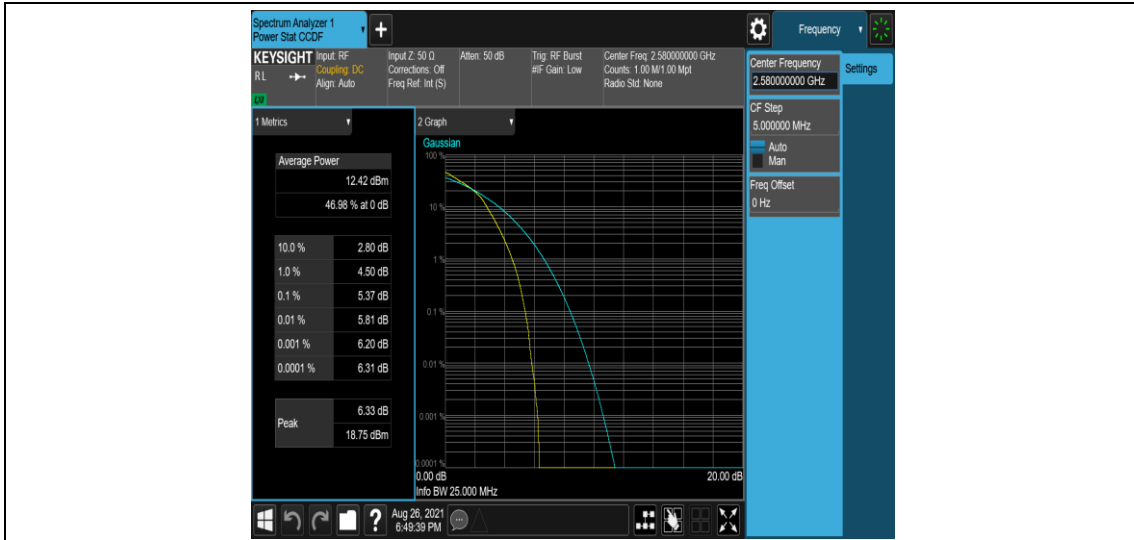 Spectrum Analyzer 1
Power Stat CCDF
Frequency
KEYSIGHT
RL
Input: RF
Coupling: DC
Align: Auto
Input Z: 50 Ω
Corrections: Off
Freq Ref: Int (S)
Atten: 50 dB
Trig: RF Burst
#IF Gain: Low
Center Freq: 2.580000000 GHz
Counts: 1.00 M/1.00 Mpt
Radio Std: None
Center Frequency
2.580000000 GHz
Settings
CF Step
5.000000 MHz
Auto
Man
Freq Offset
0 Hz
1 Metrics
Average Power
12.42 dBm
46.98 % at 0 dB
10.0 % 2.80 dB
1.0 % 4.50 dB
0.1 % 5.37 dB
0.01 % 5.81 dB
0.001 % 6.20 dB
0.0001 % 6.31 dB
Peak
6.33 dB
18.75 dBm
2 Graph
Gaussian
100 %
10 %
1 %
0.1 %
0.01 %
0.001 %
0.0001 %
0.00 dB 20.00 dB
Info BW 25.000 MHz
?
Aug 26, 2021
6:49:39 PM